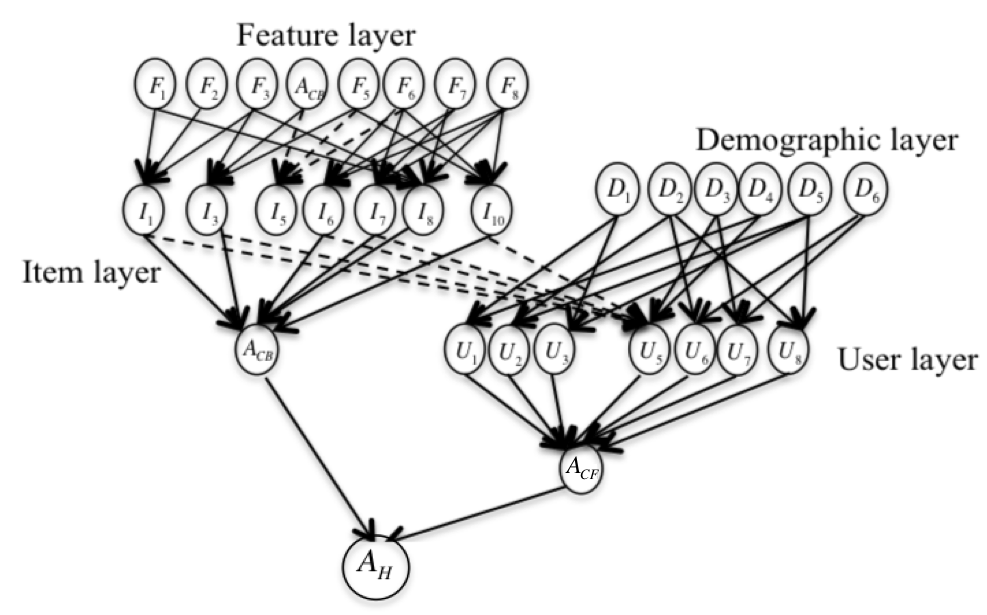 Feature layer
F1 F2 F3 ACB F5 F6 F7 F8
Demographic layer
D1 D2 D3 D4 D5 D6
I1 I3 I5 I6 I7 I8 I10
Item layer
ACB
U1 U2 U3 U5 U6 U7 U8
User layer
ACF
AH